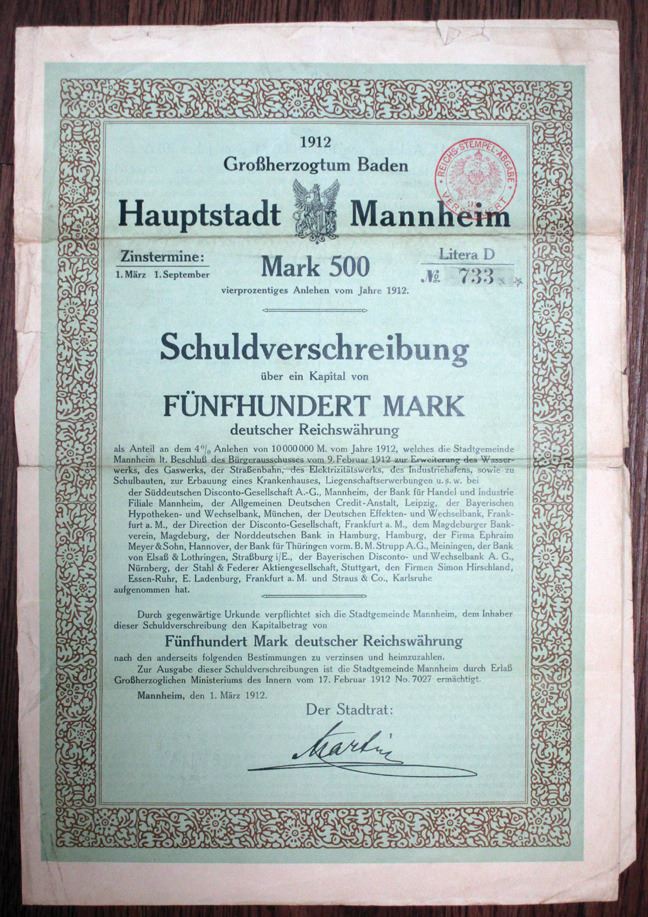 1912
Großherzogtum Baden
Hauptstadt Mannheim
REICHS-STEMPEL-ABGABE
Zinstermine:
1. März 1. September
Mark 500
vierprozentiges Anlehen vom Jahre 1912.
Litera D
No. 733
Schuldverschreibung
über ein Kapital von
FÜNFHUNDERT MARK
deutscher Reichswährung
als Anteil an dem 4% Anlehen von 10 000 000 M. vom Jahre 1912, welches die Stadtgemeinde
Mannheim lt. Beschluß des Bürgerausschusses vom 9. Februar 1912 zur Erweiterung des Wasser-
werks, des Gaswerks, der Straßenbahn, des Elektrizitätswerks, des Industriehafens, sowie zu
Schulbauten, zur Erbauung eines Krankenhauses, Liegenschaftserwerbungen u. s. w. bei
der Süddeutschen Disconto-Gesellschaft A.-G., Mannheim, der Bank für Handel und Industrie
Filiale Mannheim, der Allgemeinen Deutschen Credit-Anstalt, Leipzig, der Bayerischen
Hypotheken- und Wechselbank, München, der Deutschen Effekten- und Wechselbank, Frank-
furt a. M., der Direction der Disconto-Gesellschaft, Frankfurt a. M., dem Magdeburger Bank-
verein, Magdeburg, der Norddeutschen Bank in Hamburg, Hamburg, der Firma Ephraim
Meyer & Sohn, Hannover, der Bank für Thüringen vorm. B. M. Strupp A.G., Meiningen, der Bank
von Elsaß & Lothringen, Straßburg i/E., der Bayerischen Disconto- und Wechselbank A. G.,
Nürnberg, der Stahl & Federer Aktiengesellschaft, Stuttgart, den Firmen Simon Hirschland,
Essen-Ruhr, E. Ladenburg, Frankfurt a. M. und Straus & Co., Karlsruhe
aufgenommen hat.
Durch gegenwärtige Urkunde verpflichtet sich die Stadtgemeinde Mannheim, dem Inhaber
dieser Schuldverschreibung den Kapitalbetrag von
Fünfhundert Mark deutscher Reichswährung
nach den anderseits folgenden Bestimmungen zu verzinsen und heimzuzahlen.
Zur Ausgabe dieser Schuldverschreibungen ist die Stadtgemeinde Mannheim durch Erlaß
Großherzoglichen Ministeriums des Innern vom 17. Februar 1912 No. 7027 ermächtigt.
Mannheim, den 1. März 1912.
Der Stadtrat:
Martin